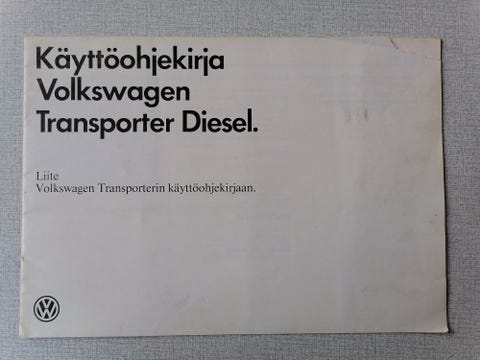 Käyttöohjekirja
Volkswagen
Transporter Diesel.
Liite
Volkswagen Transporterin käyttöohjekirjaan.